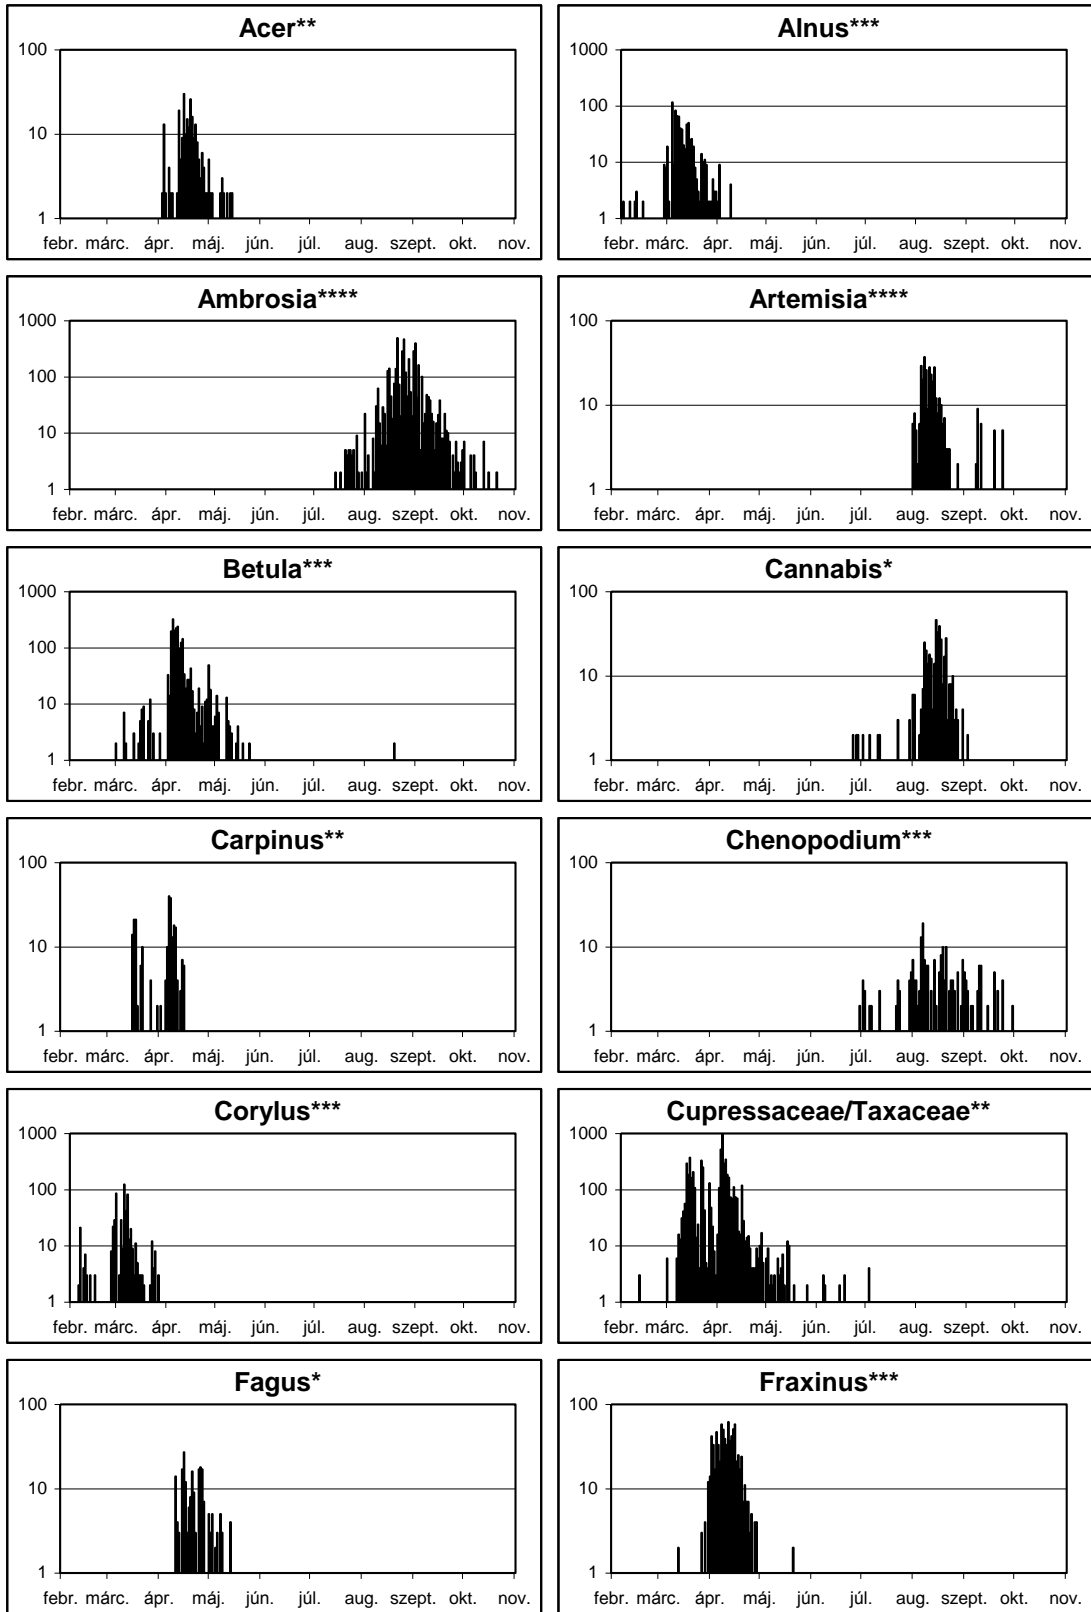 Acer**
100
10
1
febr. márc. ápr. máj. jún. júl. aug. szept. okt. nov.
Alnus***
1000
100
10
1
febr. márc. ápr. máj. jún. júl. aug. szept. okt. nov.
Ambrosia****
1000
100
10
1
febr. márc. ápr. máj. jún. júl. aug. szept. okt. nov.
Artemisia****
100
10
1
febr. márc. ápr. máj. jún. júl. aug. szept. okt. nov.
Betula***
1000
100
10
1
febr. márc. ápr. máj. jún. júl. aug. szept. okt. nov.
Cannabis*
100
10
1
febr. márc. ápr. máj. jún. júl. aug. szept. okt. nov.
Carpinus**
100
10
1
febr. márc. ápr. máj. jún. júl. aug. szept. okt. nov.
Chenopodium***
100
10
1
febr. márc. ápr. máj. jún. júl. aug. szept. okt. nov.
Corylus***
1000
100
10
1
febr. márc. ápr. máj. jún. júl. aug. szept. okt. nov.
Cupressaceae/Taxaceae**
1000
100
10
1
febr. márc. ápr. máj. jún. júl. aug. szept. okt. nov.
Fagus*
100
10
1
febr. márc. ápr. máj. jún. júl. aug. szept. okt. nov.
Fraxinus***
100
10
1
febr. márc. ápr. máj. jún. júl. aug. szept. okt. nov.